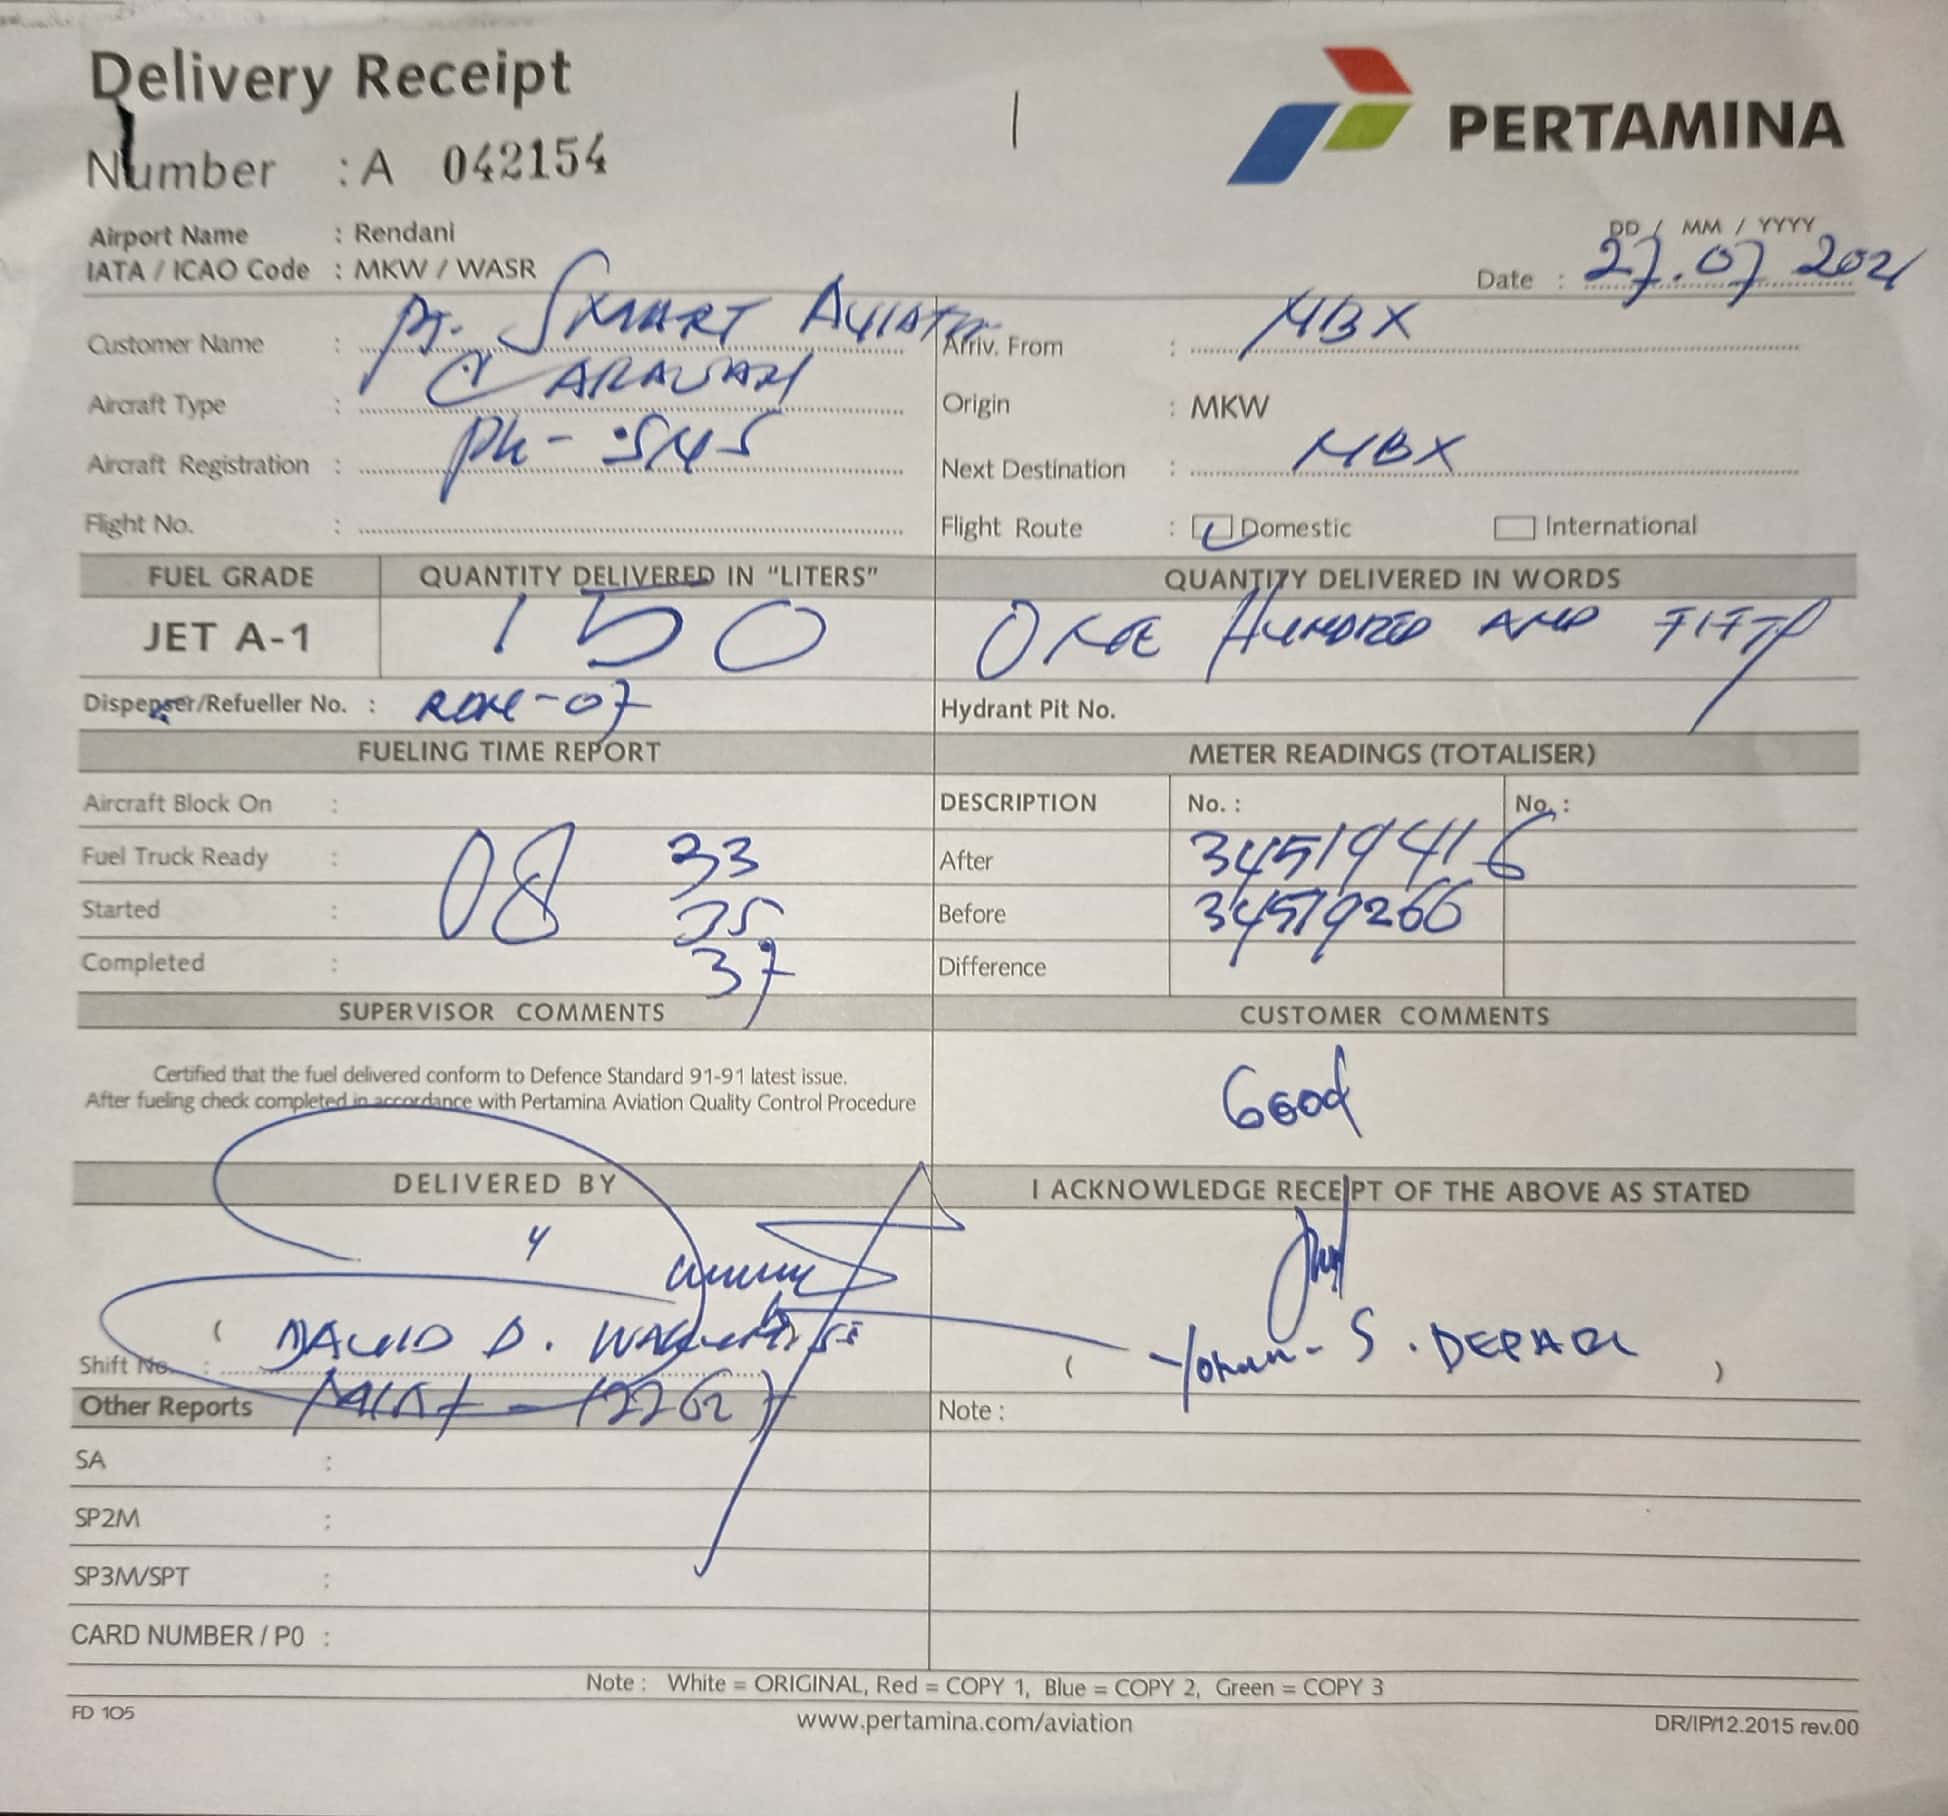 Delivery Receipt
PERTAMINA
Number : A 042154
Airport Name : Rendani
IATA / ICAO Code : MKW / WASR
DD / MM / YYYY
Date : 27.07 2021
Customer Name : PT. SMART AVIATION
Arriv. From : MBX
Aircraft Type : CARAVAN
Origin : MKW
Aircraft Registration : PK-SNS
Next Destination : MBX
Flight No. :
Flight Route : Domestic International
FUEL GRADE QUANTITY DELIVERED IN "LITERS" QUANTITY DELIVERED IN WORDS
JET A-1 150 ONE HUNDRED AND FIFTY
Dispenser/Refueller No. : RDN-07 Hydrant Pit No.
FUELING TIME REPORT METER READINGS (TOTALISER)
Aircraft Block On : DESCRIPTION No. : No. :
Fuel Truck Ready : 08 33 After 34519416
Started : 35 Before 34519266
Completed : 37 Difference
SUPERVISOR COMMENTS CUSTOMER COMMENTS
Certified that the fuel delivered conform to Defence Standard 91-91 latest issue.
After fueling check completed in accordance with Pertamina Aviation Quality Control Procedure
Good
DELIVERED BY I ACKNOWLEDGE RECEIPT OF THE ABOVE AS STATED
( DAVID D.
( S. DEPARI )
Shift No. :
Other Reports Note :
SA :
SP2M :
SP3M/SPT :
CARD NUMBER / P0 :
Note : White = ORIGINAL, Red = COPY 1, Blue = COPY 2, Green = COPY 3
FD 105 www.pertamina.com/aviation DR/IP/12.2015 rev.00